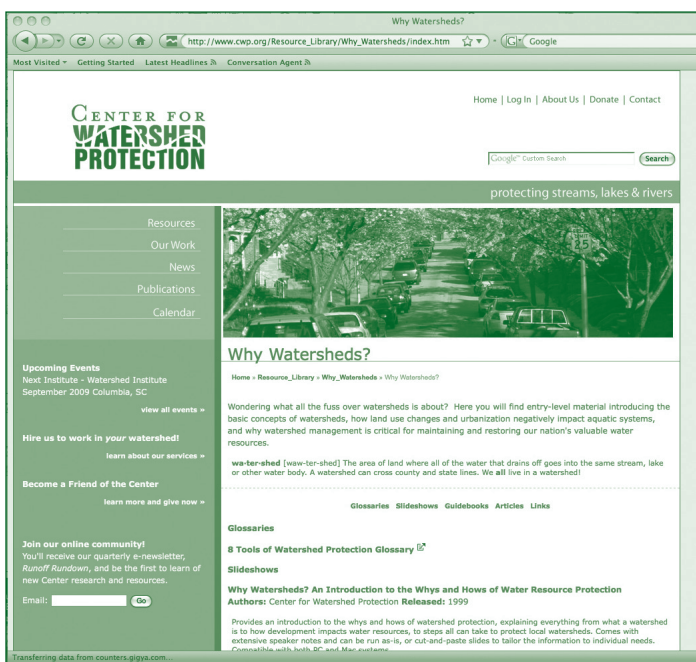 Why Watersheds?
http://www.cwp.org/Resource_Library/Why_Watersheds/index.htm
G
Google
Most Visited
Getting Started
Latest Headlines
Conversation Agent
CENTER FOR
WATERSHED
PROTECTION
Home | Log In | About Us | Donate | Contact
Google™ Custom Search
Search
protecting streams, lakes & rivers
Resources
Our Work
News
Publications
Calendar
LIMIT
25
Upcoming Events
Next Institute - Watershed Institute
September 2009 Columbia, SC
view all events »
Hire us to work in your watershed!
learn about our services »
Become a Friend of the Center
learn more and give now »
Join our online community!
You'll receive our quarterly e-newsletter,
Runoff Rundown, and be the first to learn of
new Center research and resources.
Email:
Go
Why Watersheds?
Home » Resource_Library » Why_Watersheds » Why Watersheds?
Wondering what all the fuss over watersheds is about? Here you will find entry-level material introducing the
basic concepts of watersheds, how land use changes and urbanization negatively impact aquatic systems,
and why watershed management is critical for maintaining and restoring our nation's valuable water
resources.
wa·ter·shed [waw-ter-shed] The area of land where all of the water that drains off goes into the same stream, lake
or other water body. A watershed can cross county and state lines. We all live in a watershed!
Glossaries Slideshows Guidebooks Articles Links
Glossaries
8 Tools of Watershed Protection Glossary
Slideshows
Why Watersheds? An Introduction to the Whys and Hows of Water Resource Protection
Authors: Center for Watershed Protection Released: 1999
Provides an introduction to the whys and hows of watershed protection, explaining everything from what a watershed
is to how development impacts water resources, to steps all can take to protect local watersheds. Comes with
extensive speaker notes and can be run as-is, or cut-and-paste slides to tailor the information to individual needs.
Compatible with both PC and Mac systems.
Transferring data from counters.gigya.com...